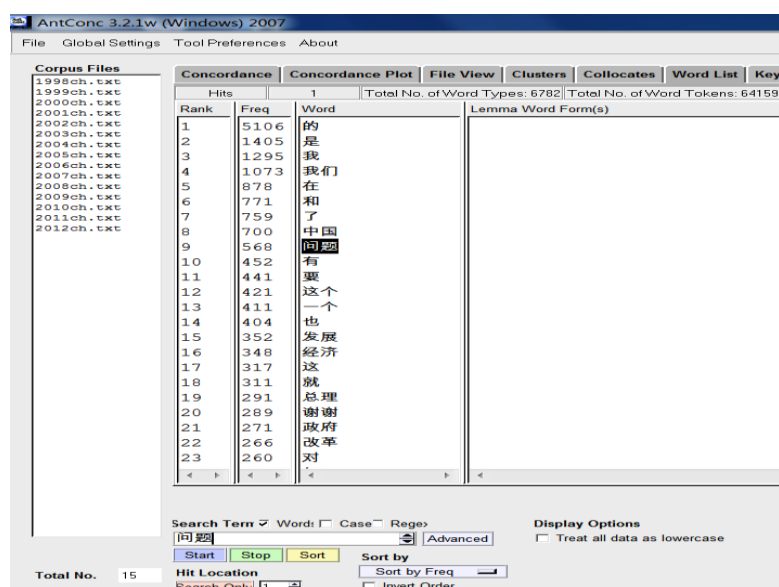 AntConc 3.2.1w (Windows) 2007
File Global Settings Tool Preferences About
Corpus Files
1998ch.txt
1999ch.txt
2000ch.txt
2001ch.txt
2002ch.txt
2003ch.txt
2004ch.txt
2005ch.txt
2006ch.txt
2007ch.txt
2008ch.txt
2009ch.txt
2010ch.txt
2011ch.txt
2012ch.txt
Concordance Concordance Plot File View Clusters Collocates Word List Key
Hits 1 Total No. of Word Types: 6782 Total No. of Word Tokens: 64159
Rank Freq Word Lemma Word Form(s)
1 5106 的
2 1405 是
3 1295 我
4 1073 我们
5 878 在
6 771 和
7 759 了
8 700 中国
9 568 问题
10 452 有
11 441 要
12 421 这个
13 411 一个
14 404 也
15 352 发展
16 348 经济
17 317 这
18 311 就
19 291 总理
20 289 谢谢
21 271 政府
22 266 改革
23 260 对
Search Term Words Case Regex Display Options
问题 Advanced Treat all data as lowercase
Start Stop Sort Sort by
Total No. 15 Hit Location Sort by Freq
Search Only 1 Invert Order